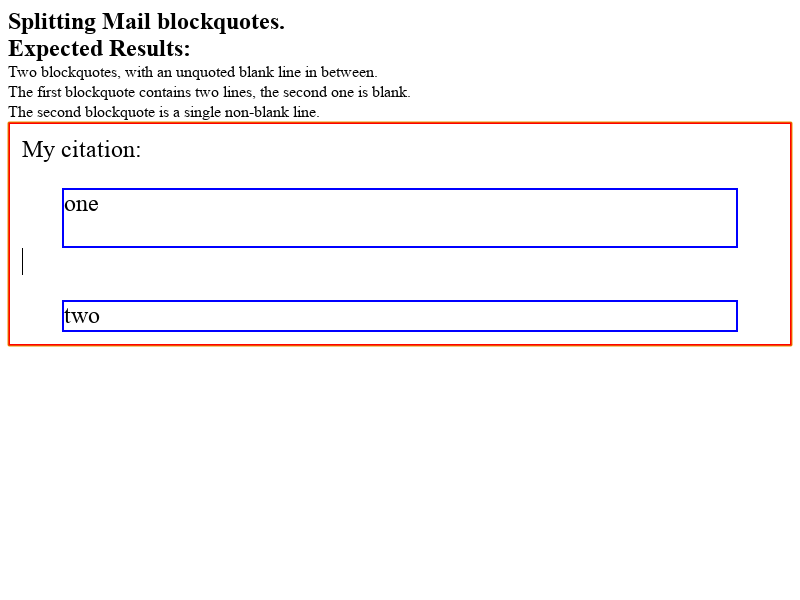 Splitting Mail blockquotes.
Expected Results:
Two blockquotes, with an unquoted blank line in between.
The first blockquote contains two lines, the second one is blank.
The second blockquote is a single non-blank line.
My citation:
one
two